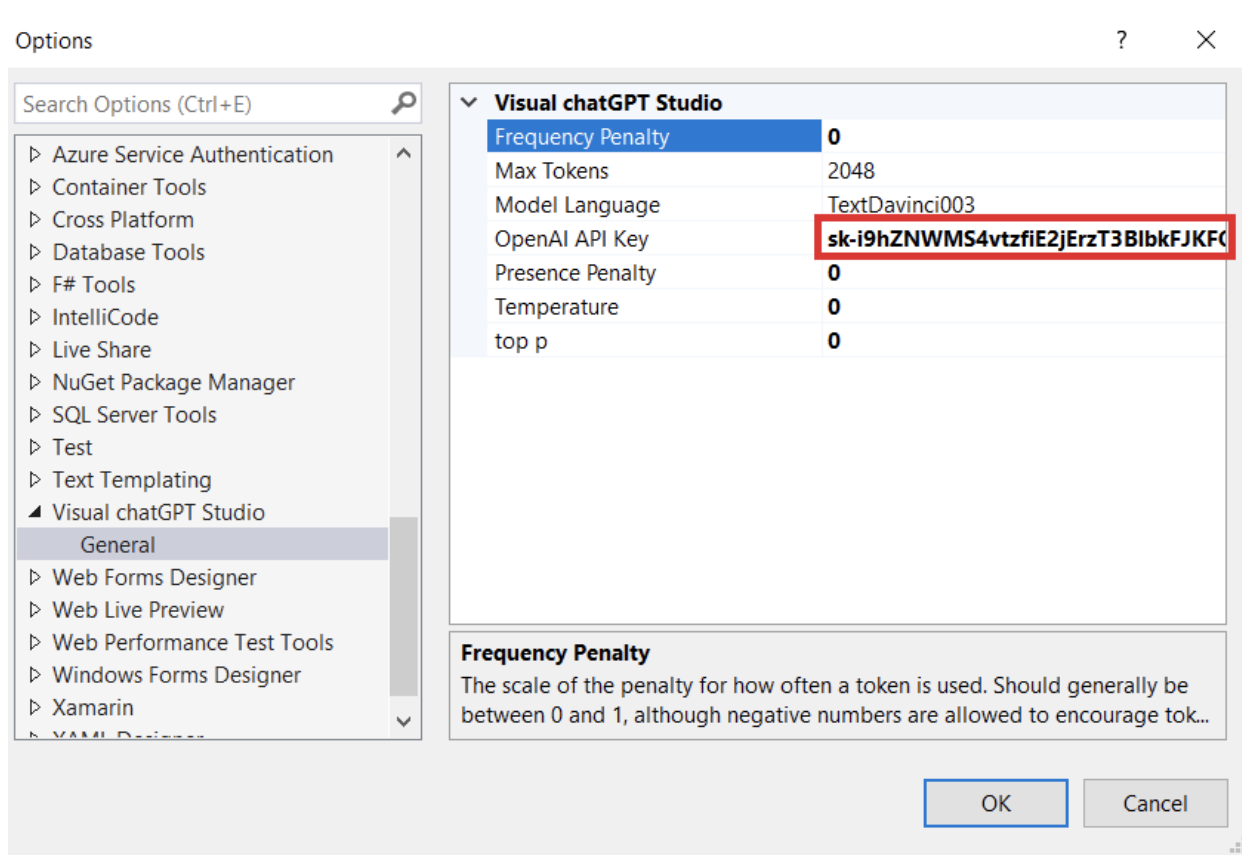 Options
?
Search Options (Ctrl+E)
Azure Service Authentication
Container Tools
Cross Platform
Database Tools
F# Tools
IntelliCode
Live Share
NuGet Package Manager
SQL Server Tools
Test
Text Templating
Visual chatGPT Studio
General
Web Forms Designer
Web Live Preview
Web Performance Test Tools
Windows Forms Designer
Xamarin
XAML Designer
Visual chatGPT Studio
Frequency Penalty 0
Max Tokens 2048
Model Language TextDavinci003
OpenAI API Key sk-i9hZNWMS4vtzfiE2jErzT3BlbkFJKF
Presence Penalty 0
Temperature 0
top p 0
Frequency Penalty
The scale of the penalty for how often a token is used. Should generally be
between 0 and 1, although negative numbers are allowed to encourage tok...
OK
Cancel